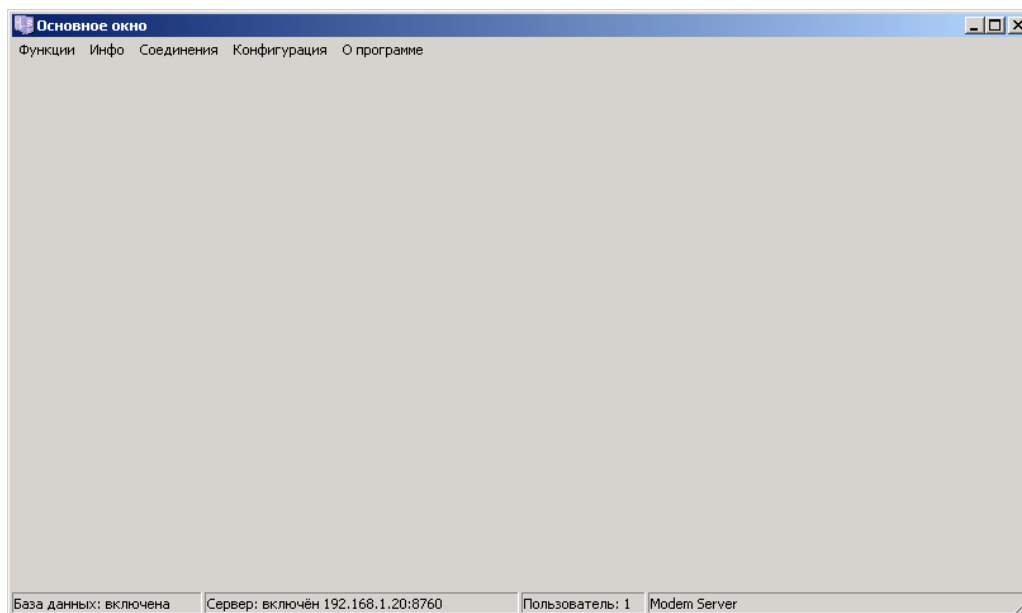 Основное окно
Функции Инфо Соединения Конфигурация О программе
База данных: включена Сервер: включён 192.168.1.20:8760 Пользователь: 1 Modem Server